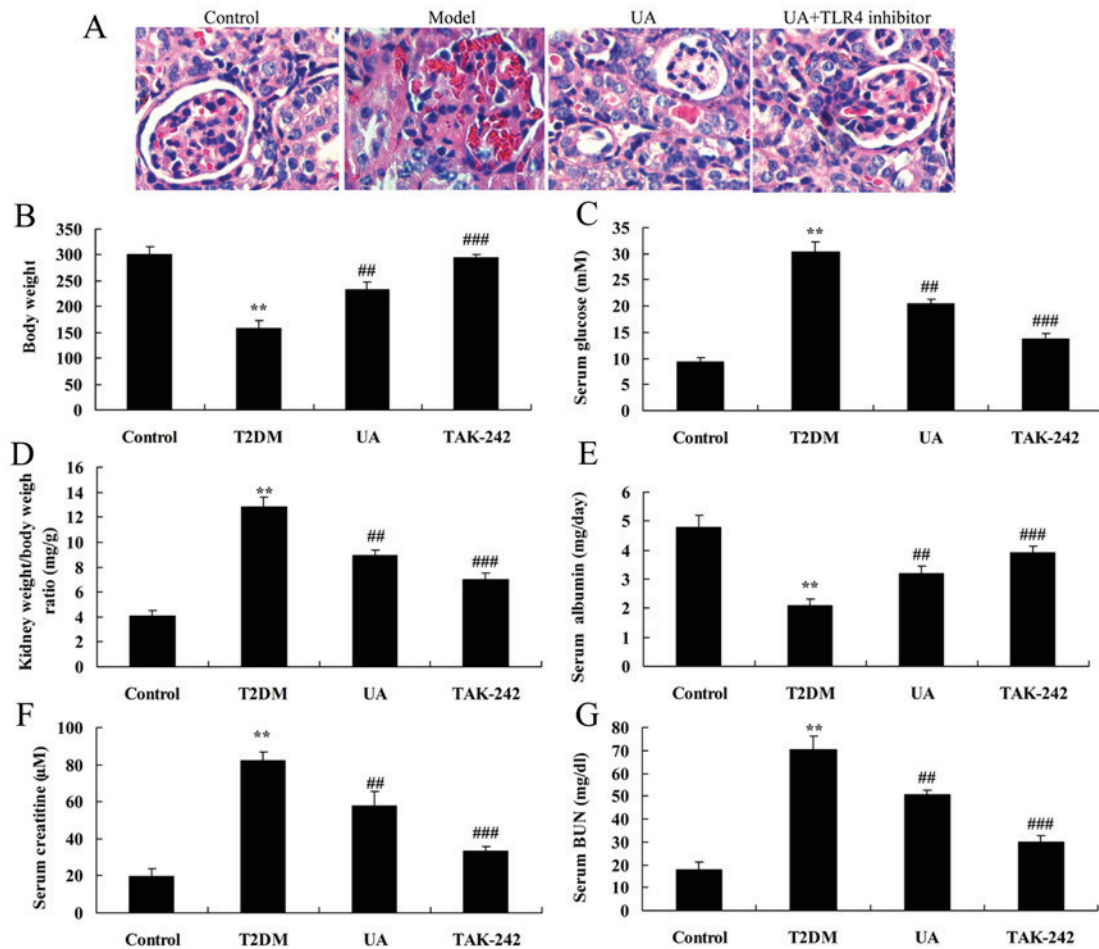 A
Control
Model
UA
UA+TLR4 inhibitor
B
Body weight
350
300
250
200
150
100
50
0
**
##
###
Control
T2DM
UA
TAK-242
C
Serum glucose (mM)
35
30
25
20
15
10
5
0
**
##
###
Control
T2DM
UA
TAK-242
D
Kidney weight/body weigh
ratio (mg/g)
16
14
12
10
8
6
4
2
0
**
##
###
Control
T2DM
UA
TAK-242
E
Serum albumin (mg/day)
6
5
4
3
2
1
0
**
##
###
Control
T2DM
UA
TAK-242
F
Serum creatitine (μM)
100
80
60
40
20
0
**
##
###
Control
T2DM
UA
TAK-242
G
Serum BUN (mg/dl)
80
70
60
50
40
30
20
10
0
**
##
###
Control
T2DM
UA
TAK-242